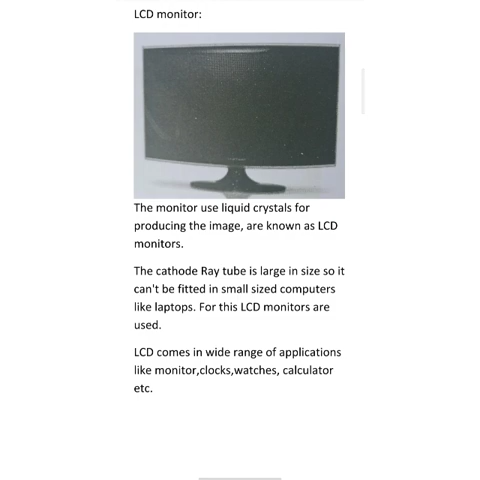 LCD monitor:
The monitor use liquid crystals for
producing the image, are known as LCD
monitors.
The cathode Ray tube is large in size so it
can't be fitted in small sized computers
like laptops. For this LCD monitors are
used.
LCD comes in wide range of applications
like monitor,clocks,watches, calculator
etc.